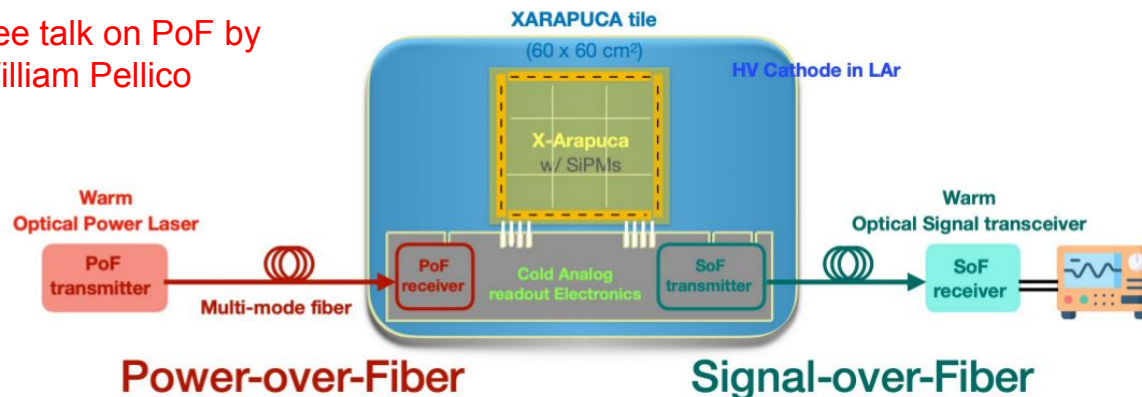 ee talk on PoF by
illiam Pellico
XARAPUCA tile
(60 x 60 cm²)
HV Cathode in LAr
X-Arapuca
w/ SiPMs
Warm
Optical Power Laser
PoF
transmitter
Multi-mode fiber
PoF
receiver
Cold Analog
readout Electronics
SoF
transmitter
Warm
Optical Signal transceiver
SoF
receiver
Power-over-Fiber
Signal-over-Fiber